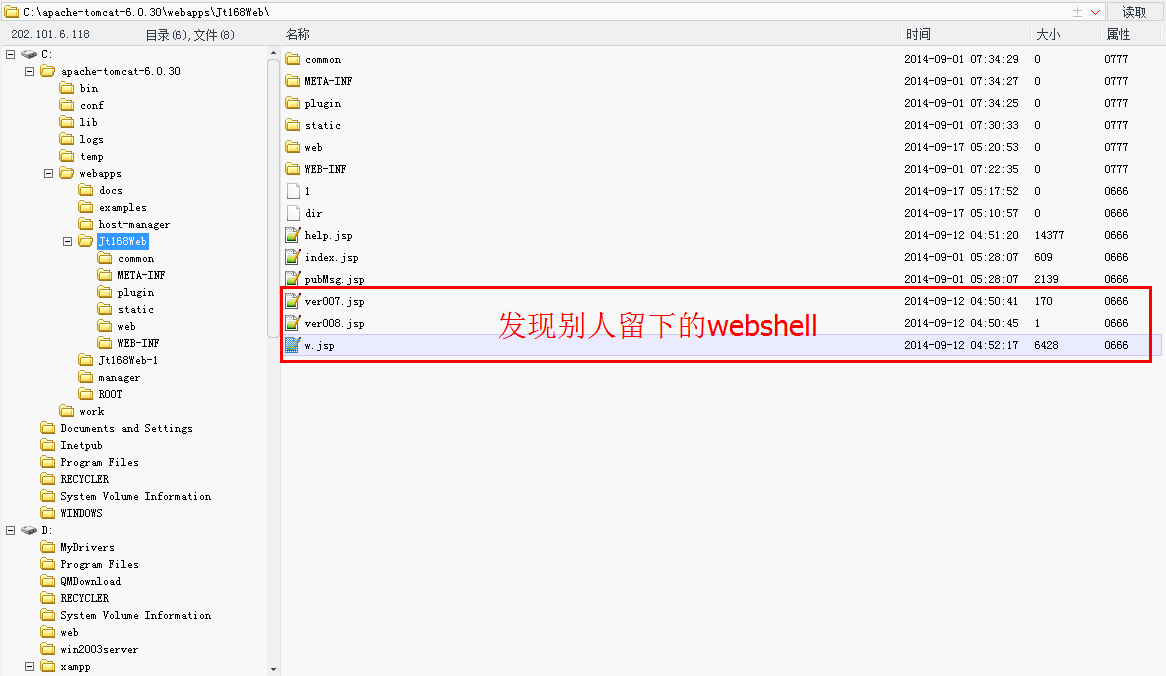 C:\apache-tomcat-6.0.30\webapps\Jt168Web\ 读取
202.101.6.118 目录(6),文件(8) 名称 时间 大小 属性
C:
apache-tomcat-6.0.30
bin
conf
lib
logs
temp
webapps
docs
examples
host-manager
Jt168Web
common
META-INF
plugin
static
web
WEB-INF
Jt168Web-1
manager
ROOT
work
Documents and Settings
Inetpub
Program Files
RECYCLER
System Volume Information
WINDOWS
D:
MyDrivers
Program Files
QMDownload
RECYCLER
System Volume Information
web
win2003server
xampp
common 2014-09-01 07:34:29 0 0777
META-INF 2014-09-01 07:34:27 0 0777
plugin 2014-09-01 07:34:25 0 0777
static 2014-09-01 07:30:33 0 0777
web 2014-09-17 05:20:53 0 0777
WEB-INF 2014-09-01 07:22:35 0 0777
1 2014-09-17 05:17:52 0 0666
dir 2014-09-17 05:10:57 0 0666
help.jsp 2014-09-12 04:51:20 14377 0666
index.jsp 2014-09-01 05:28:07 609 0666
pubMsg.jsp 2014-09-01 05:28:07 2139 0666
ver007.jsp 2014-09-12 04:50:41 170 0666
ver008.jsp 2014-09-12 04:50:45 1 0666
发现别人留下的webshell
w.jsp 2014-09-12 04:52:17 6428 0666